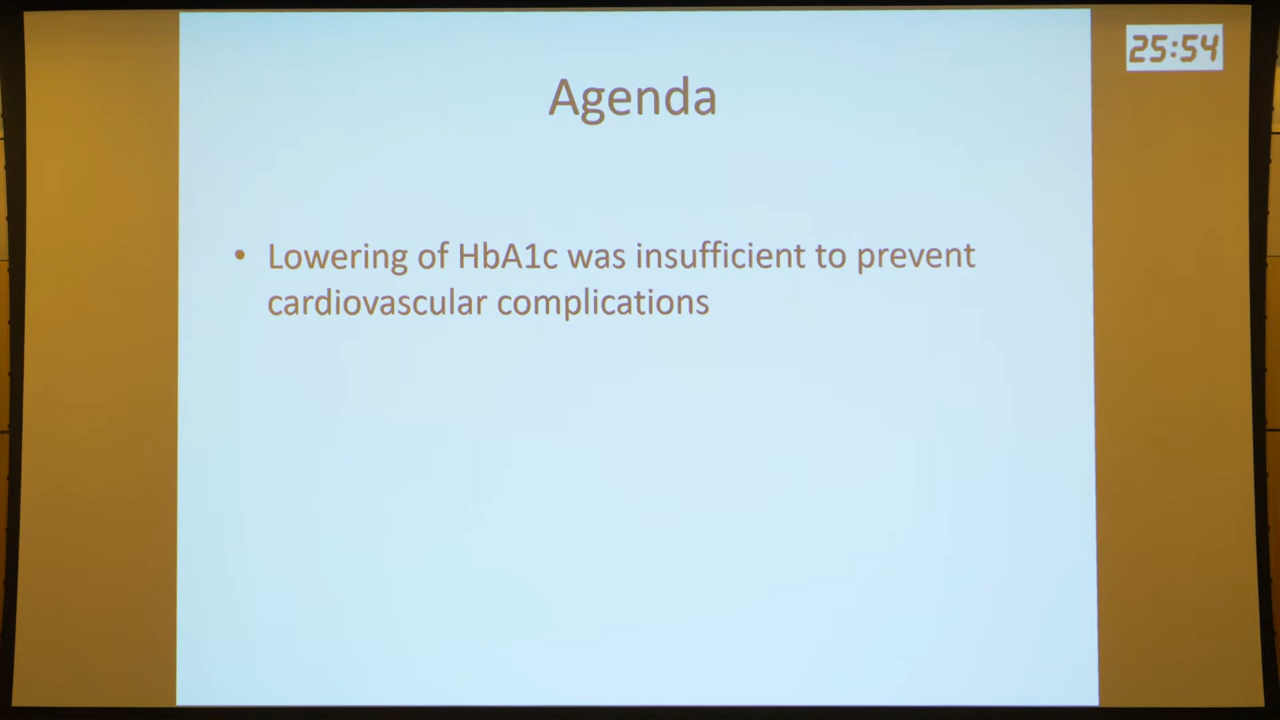 25:54
Agenda
• Lowering of HbA1c was insufficient to prevent
cardiovascular complications